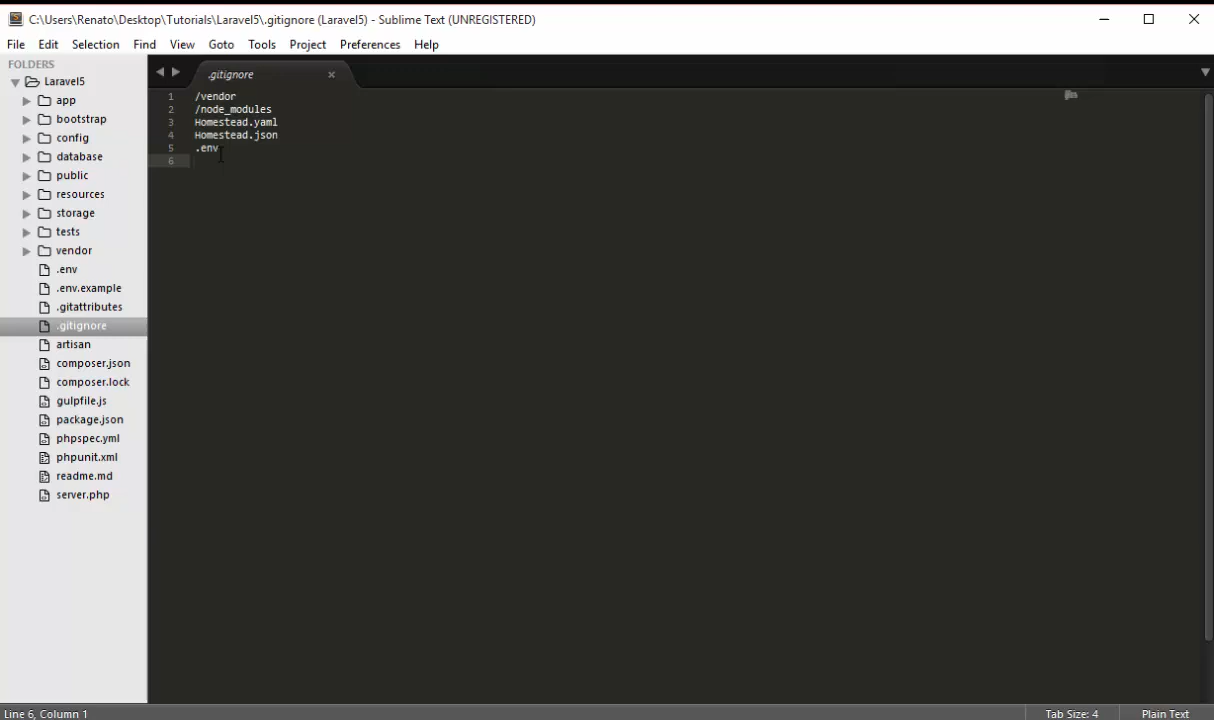 C:\Users\Renato\Desktop\Tutorials\Laravel5\.gitignore (Laravel5) - Sublime Text (UNREGISTERED)
File Edit Selection Find View Goto Tools Project Preferences Help
FOLDERS
Laravel5
app
bootstrap
config
database
public
resources
storage
tests
vendor
.env
.env.example
.gitattributes
.gitignore
artisan
composer.json
composer.lock
gulpfile.js
package.json
phpspec.yml
phpunit.xml
readme.md
server.php
.gitignore
1 /vendor
2 /node_modules
3 Homestead.yaml
4 Homestead.json
5 .env
6
Line 6, Column 1
Tab Size: 4
Plain Text